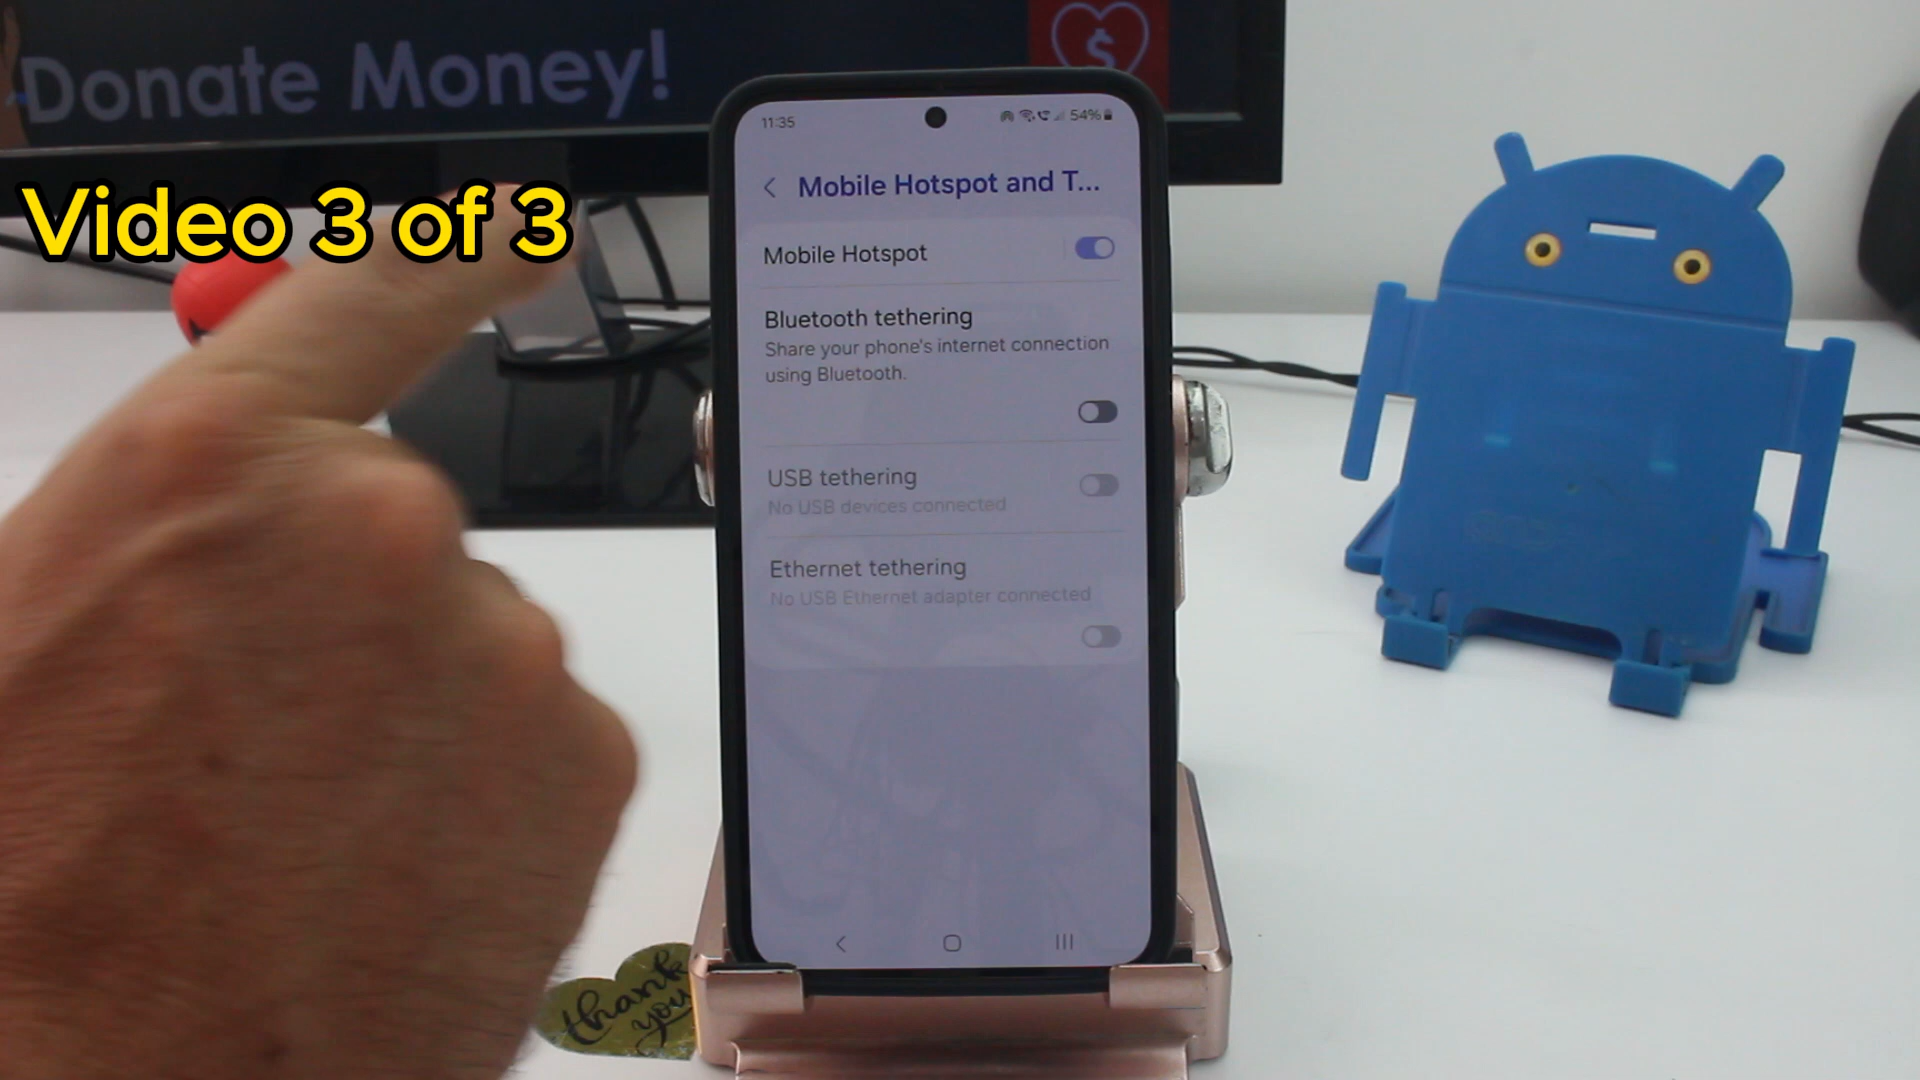 Donate Money!
$
Video 3 of 3
11:35
54%
Mobile Hotspot and T...
Mobile Hotspot
Bluetooth tethering
Share your phone's internet connection
using Bluetooth.
USB tethering
No USB devices connected
Ethernet tethering
No USB Ethernet adapter connected
thank
you